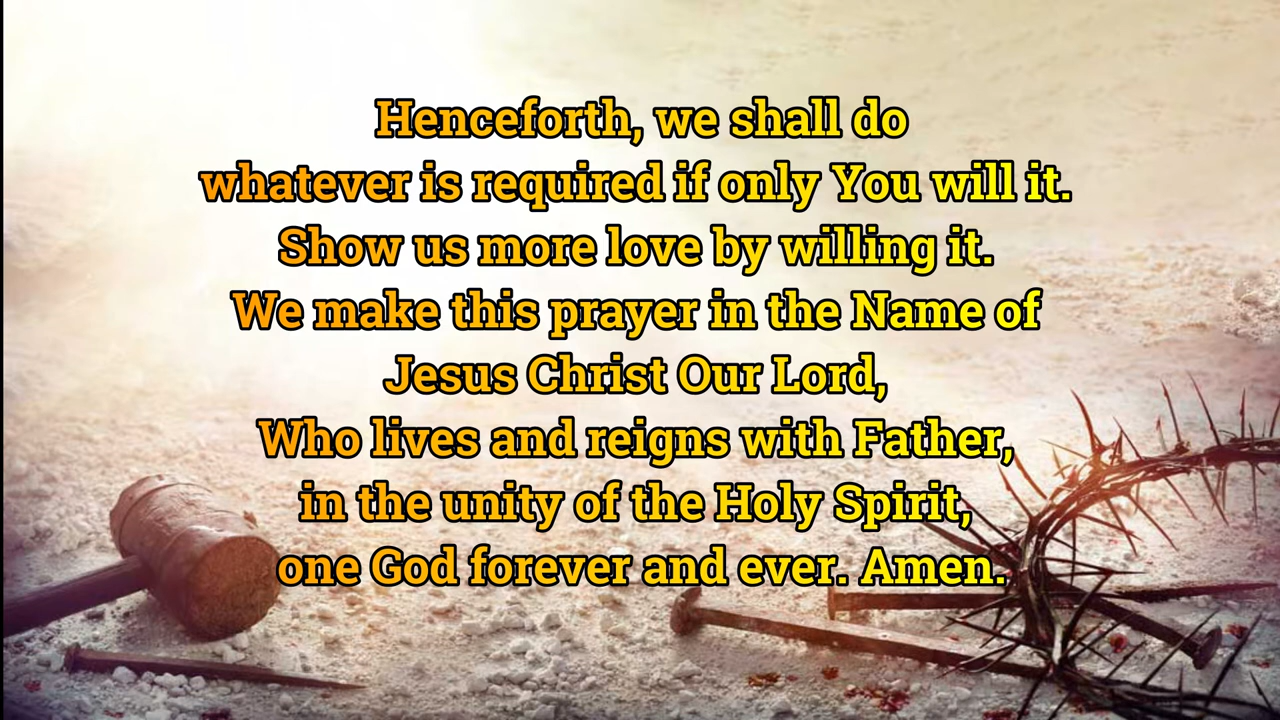 Henceforth, we shall do
whatever is required if only You will it.
Show us more love by willing it.
We make this prayer in the Name of
Jesus Christ Our Lord,
Who lives and reigns with Father,
in the unity of the Holy Spirit,
one God forever and ever. Amen.